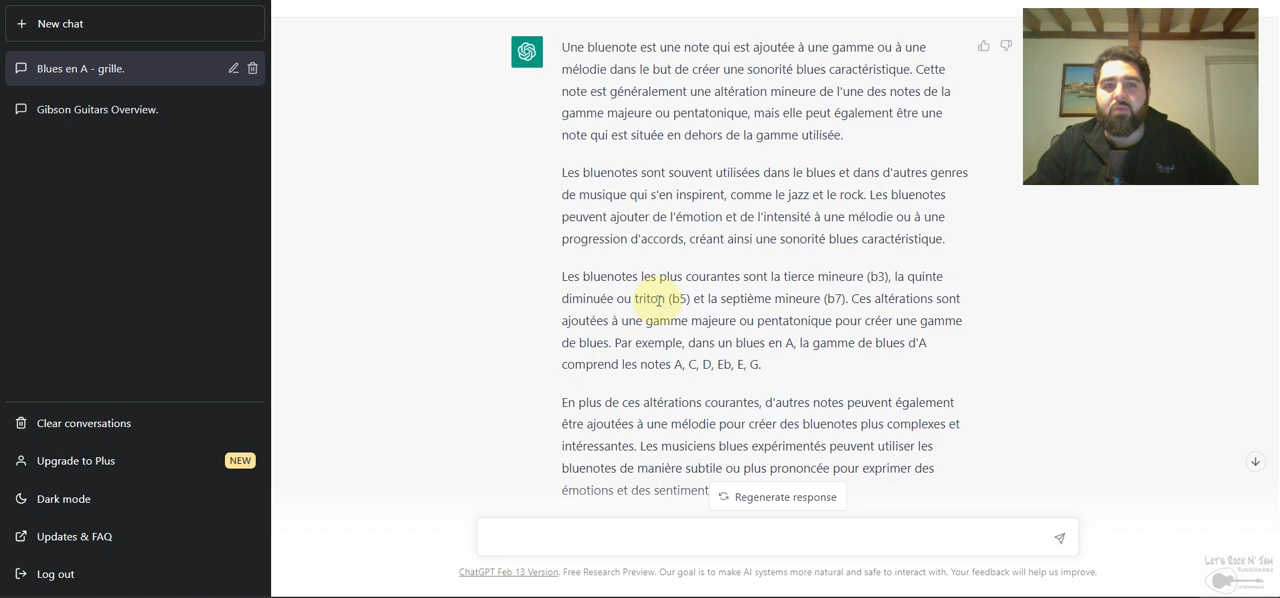 New chat
Blues en A - grille.
Gibson Guitars Overview.
Clear conversations
Upgrade to Plus
NEW
Dark mode
Updates & FAQ
Log out
Une bluenote est une note qui est ajoutée à une gamme ou à une
mélodie dans le but de créer une sonorité blues caractéristique. Cette
note est généralement une altération mineure de l'une des notes de la
gamme majeure ou pentatonique, mais elle peut également être une
note qui est située en dehors de la gamme utilisée.
Les bluenotes sont souvent utilisées dans le blues et dans d'autres genres
de musique qui s'en inspirent, comme le jazz et le rock. Les bluenotes
peuvent ajouter de l'émotion et de l'intensité à une mélodie ou à une
progression d'accords, créant ainsi une sonorité blues caractéristique.
Les bluenotes les plus courantes sont la tierce mineure (b3), la quinte
diminuée ou triton (b5) et la septième mineure (b7). Ces altérations sont
ajoutées à une gamme majeure ou pentatonique pour créer une gamme
de blues. Par exemple, dans un blues en A, la gamme de blues d'A
comprend les notes A, C, D, Eb, E, G.
En plus de ces altérations courantes, d'autres notes peuvent également
être ajoutées à une mélodie pour créer des bluenotes plus complexes et
intéressantes. Les musiciens blues expérimentés peuvent utiliser les
bluenotes de manière subtile ou plus prononcée pour exprimer des
émotions et des sentiment
Regenerate response
ChatGPT Feb 13 Version. Free Research Preview. Our goal is to make AI systems more natural and safe to interact with. Your feedback will help us improve.
Let's Rock N' Jam